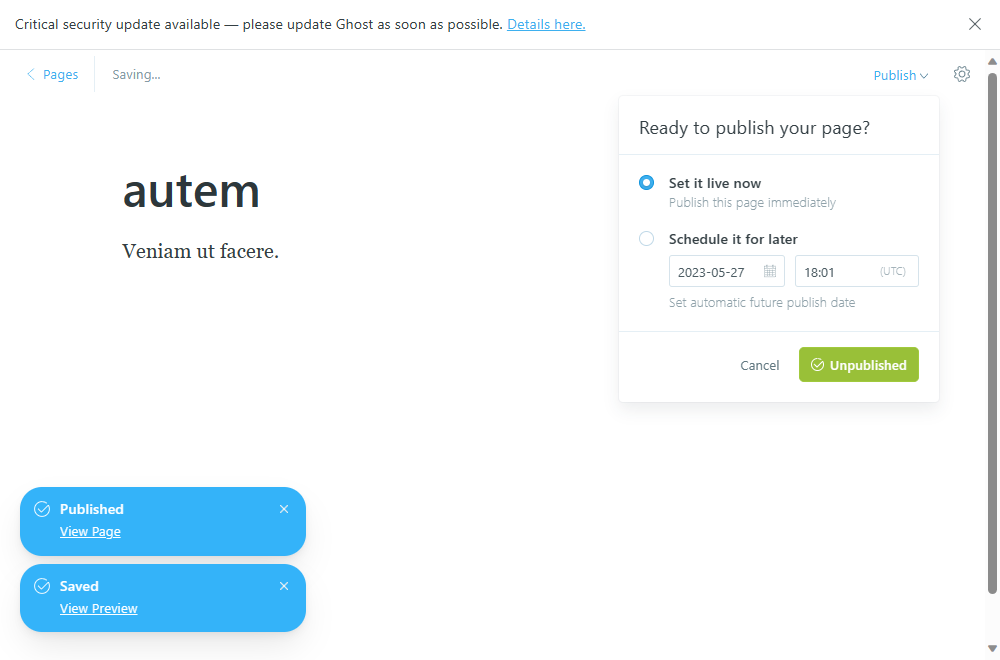 Critical security update available — please update Ghost as soon as possible. Details here.
Pages
Saving...
Publish
Ready to publish your page?
Set it live now
Publish this page immediately
Schedule it for later
2023-05-27
18:01
(UTC)
Set automatic future publish date
Cancel
Unpublished
autem
Veniam ut facere.
Published
View Page
Saved
View Preview